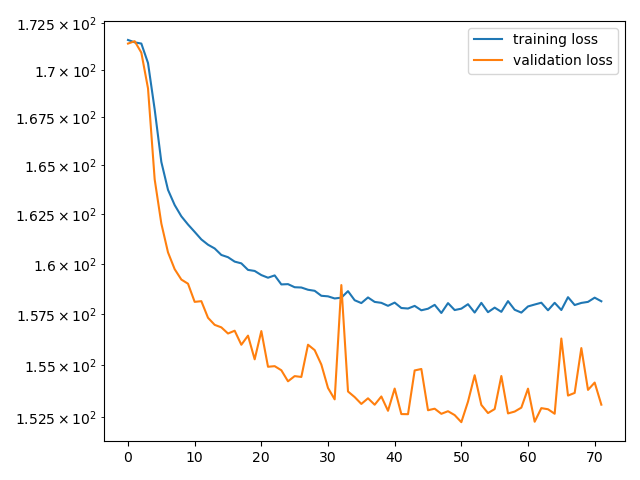 1.725 × 10²
1.7 × 10²
1.675 × 10²
1.65 × 10²
1.625 × 10²
1.6 × 10²
1.575 × 10²
1.55 × 10²
1.525 × 10²
training loss
validation loss
0 10 20 30 40 50 60 70